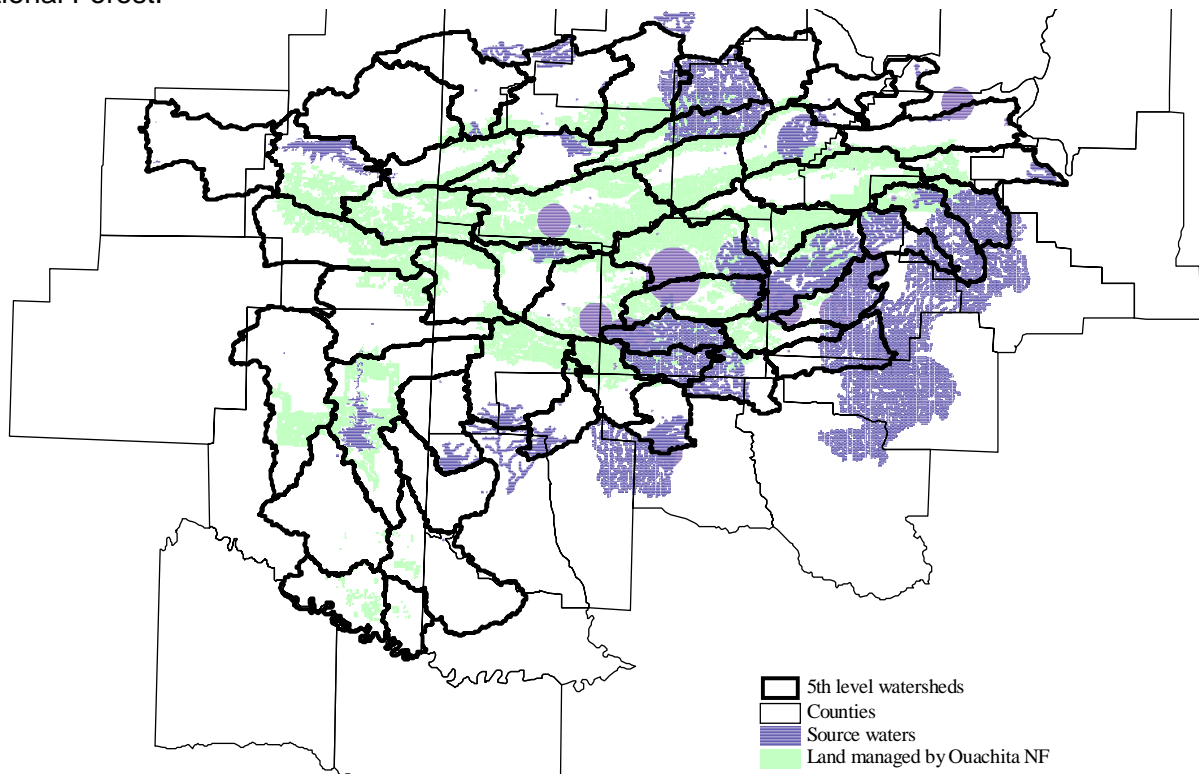 5th level watersheds
Counties
Source waters
Land managed by Ouachita NF